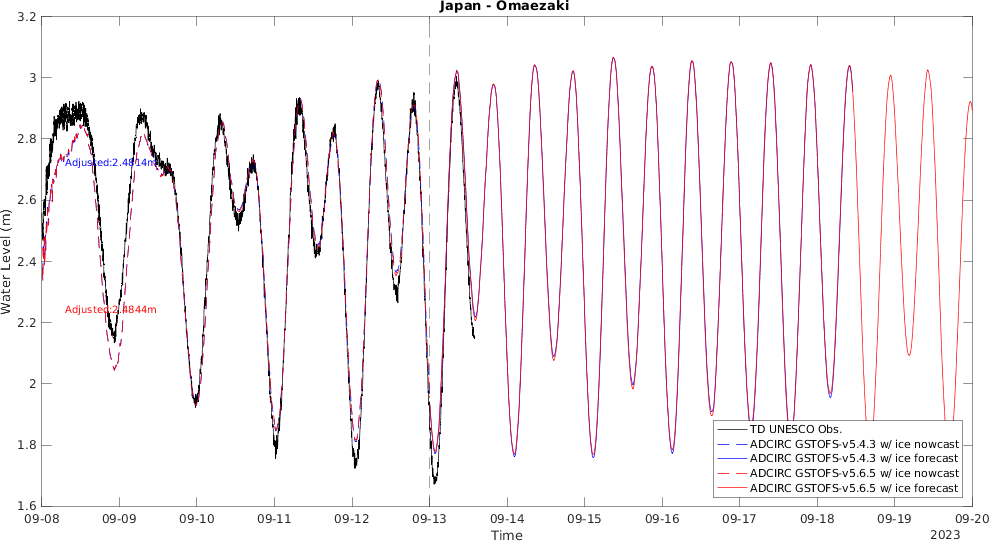 Japan - Omaezaki
3.2
3
2.8
2.6
2.4
2.2
2
1.8
1.6
Water Level (m)
Adjusted:2.4814m
Adjusted:2.4844m
TD UNESCO Obs.
ADCIRC GSTOFS-v5.4.3 w/ ice nowcast
ADCIRC GSTOFS-v5.4.3 w/ ice forecast
ADCIRC GSTOFS-v5.6.5 w/ ice nowcast
ADCIRC GSTOFS-v5.6.5 w/ ice forecast
09-08 09-09 09-10 09-11 09-12 09-13 09-14 09-15 09-16 09-17 09-18 09-19 09-20
Time
2023